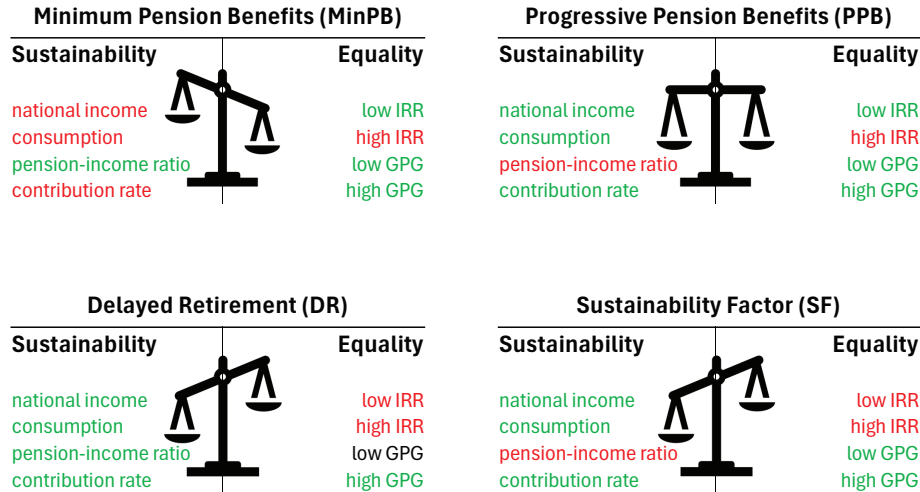 Minimum Pension Benefits (MinPB)
Sustainability Equality
national income low IRR
consumption high IRR
pension-income ratio low GPG
contribution rate high GPG
Progressive Pension Benefits (PPB)
Sustainability Equality
national income low IRR
consumption high IRR
pension-income ratio low GPG
contribution rate high GPG
Delayed Retirement (DR)
Sustainability Equality
national income low IRR
consumption high IRR
pension-income ratio low GPG
contribution rate high GPG
Sustainability Factor (SF)
Sustainability Equality
national income low IRR
consumption high IRR
pension-income ratio low GPG
contribution rate high GPG